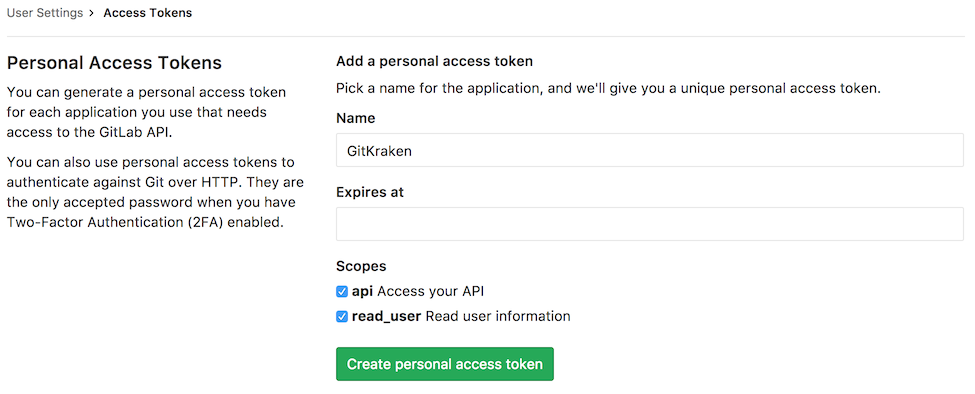 User Settings > Access Tokens
Personal Access Tokens
You can generate a personal access token
for each application you use that needs
access to the GitLab API.
You can also use personal access tokens to
authenticate against Git over HTTP. They are
the only accepted password when you have
Two-Factor Authentication (2FA) enabled.
Add a personal access token
Pick a name for the application, and we'll give you a unique personal access token.
Name
GitKraken
Expires at
Scopes
api Access your API
read_user Read user information
Create personal access token